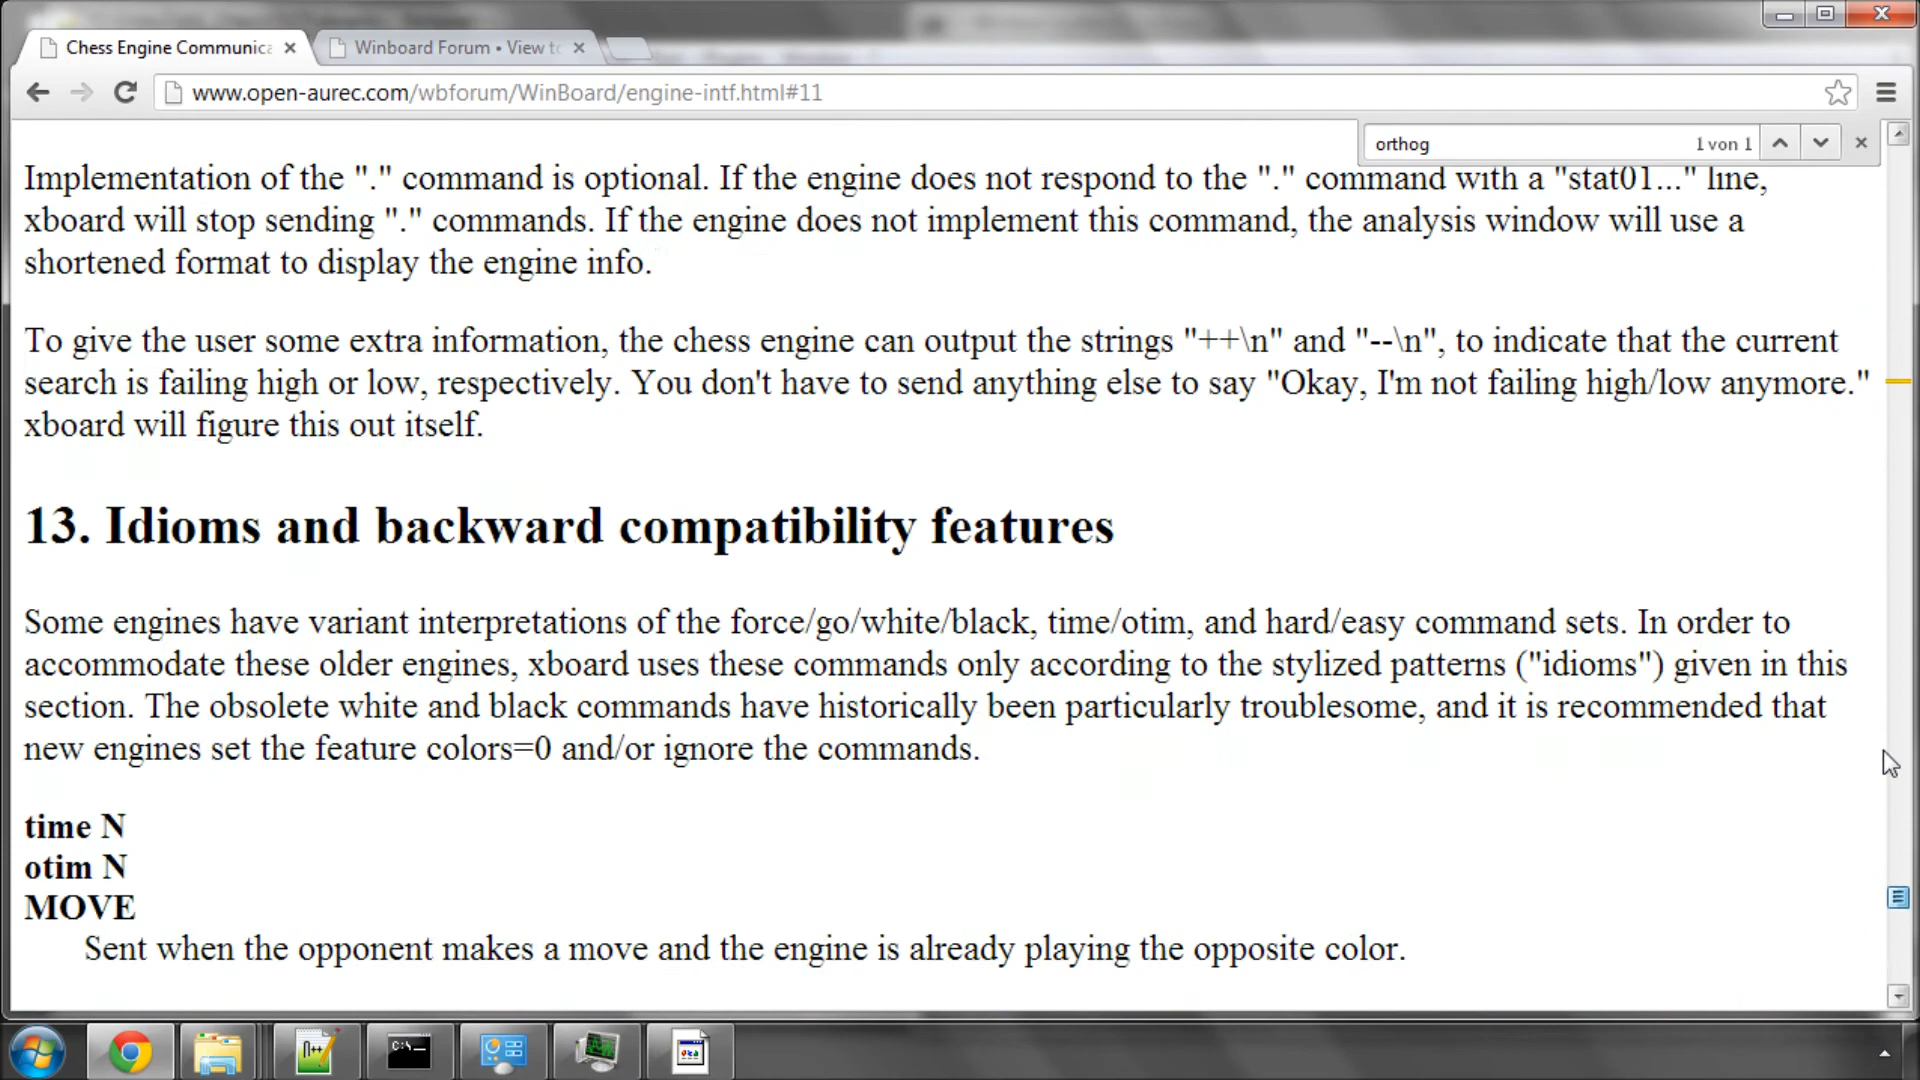 Chess Engine Communica
Winboard Forum • View to
www.open-aurec.com/wbforum/WinBoard/engine-intf.html#11
orthog
1 von 1
Implementation of the "." command is optional. If the engine does not respond to the "." command with a "stat01..." line,
xboard will stop sending "." commands. If the engine does not implement this command, the analysis window will use a
shortened format to display the engine info.
To give the user some extra information, the chess engine can output the strings "++\n" and "--\n", to indicate that the current
search is failing high or low, respectively. You don't have to send anything else to say "Okay, I'm not failing high/low anymore."
xboard will figure this out itself.
13. Idioms and backward compatibility features
Some engines have variant interpretations of the force/go/white/black, time/otim, and hard/easy command sets. In order to
accommodate these older engines, xboard uses these commands only according to the stylized patterns ("idioms") given in this
section. The obsolete white and black commands have historically been particularly troublesome, and it is recommended that
new engines set the feature colors=0 and/or ignore the commands.
time N
otim N
MOVE
Sent when the opponent makes a move and the engine is already playing the opposite color.